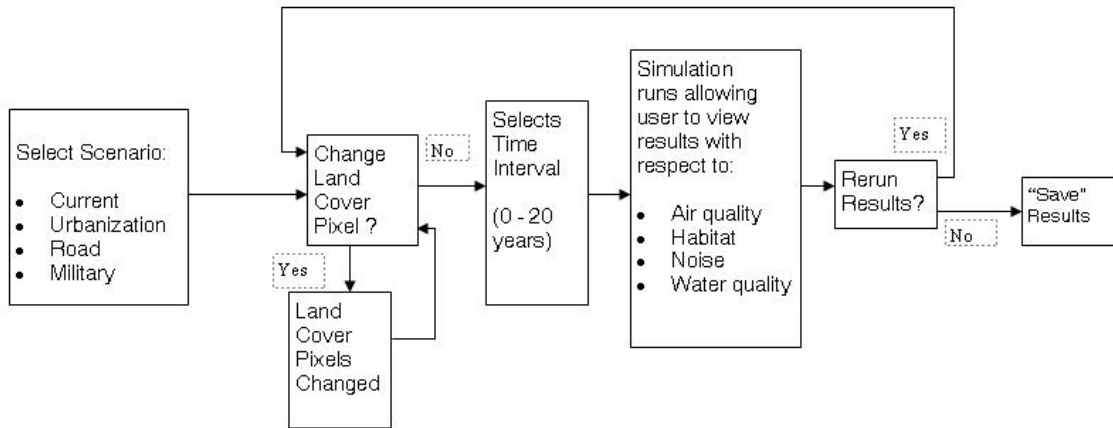 Select Scenario:
• Current
• Urbanization
• Road
• Military
Change
Land
Cover
Pixel ?
Yes
Land
Cover
Pixels
Changed
No
Selects
Time
Interval
(0 - 20
years)
Simulation
runs allowing
user to view
results with
respect to:
• Air quality
• Habitat
• Noise
• Water quality
Rerun
Results?
Yes
No
“Save”
Results